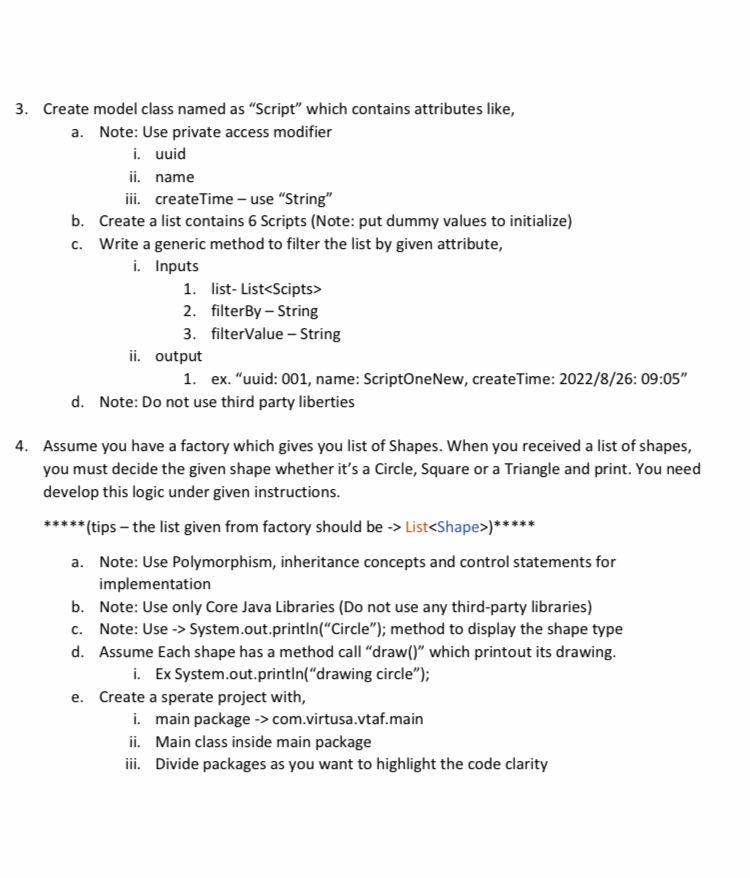 3. Create model class named as “Script” which contains attributes like,
a. Note: Use private access modifier
i. uuid
ii. name
iii. createTime – use “String”
b. Create a list contains 6 Scripts (Note: put dummy values to initialize)
c. Write a generic method to filter the list by given attribute,
i. Inputs
1. list- List<Scipts>
2. filterBy – String
3. filterValue – String
ii. output
1. ex. “uuid: 001, name: ScriptOneNew, createTime: 2022/8/26: 09:05”
d. Note: Do not use third party liberties
4. Assume you have a factory which gives you list of Shapes. When you received a list of shapes,
you must decide the given shape whether it’s a Circle, Square or a Triangle and print. You need
develop this logic under given instructions.
*****(tips – the list given from factory should be -> List<Shape>)*****
a. Note: Use Polymorphism, inheritance concepts and control statements for
implementation
b. Note: Use only Core Java Libraries (Do not use any third-party libraries)
c. Note: Use -> System.out.println(“Circle”); method to display the shape type
d. Assume Each shape has a method call “draw()” which printout its drawing.
i. Ex System.out.println(“drawing circle”);
e. Create a sperate project with,
i. main package -> com.virtusa.vtaf.main
ii. Main class inside main package
iii. Divide packages as you want to highlight the code clarity